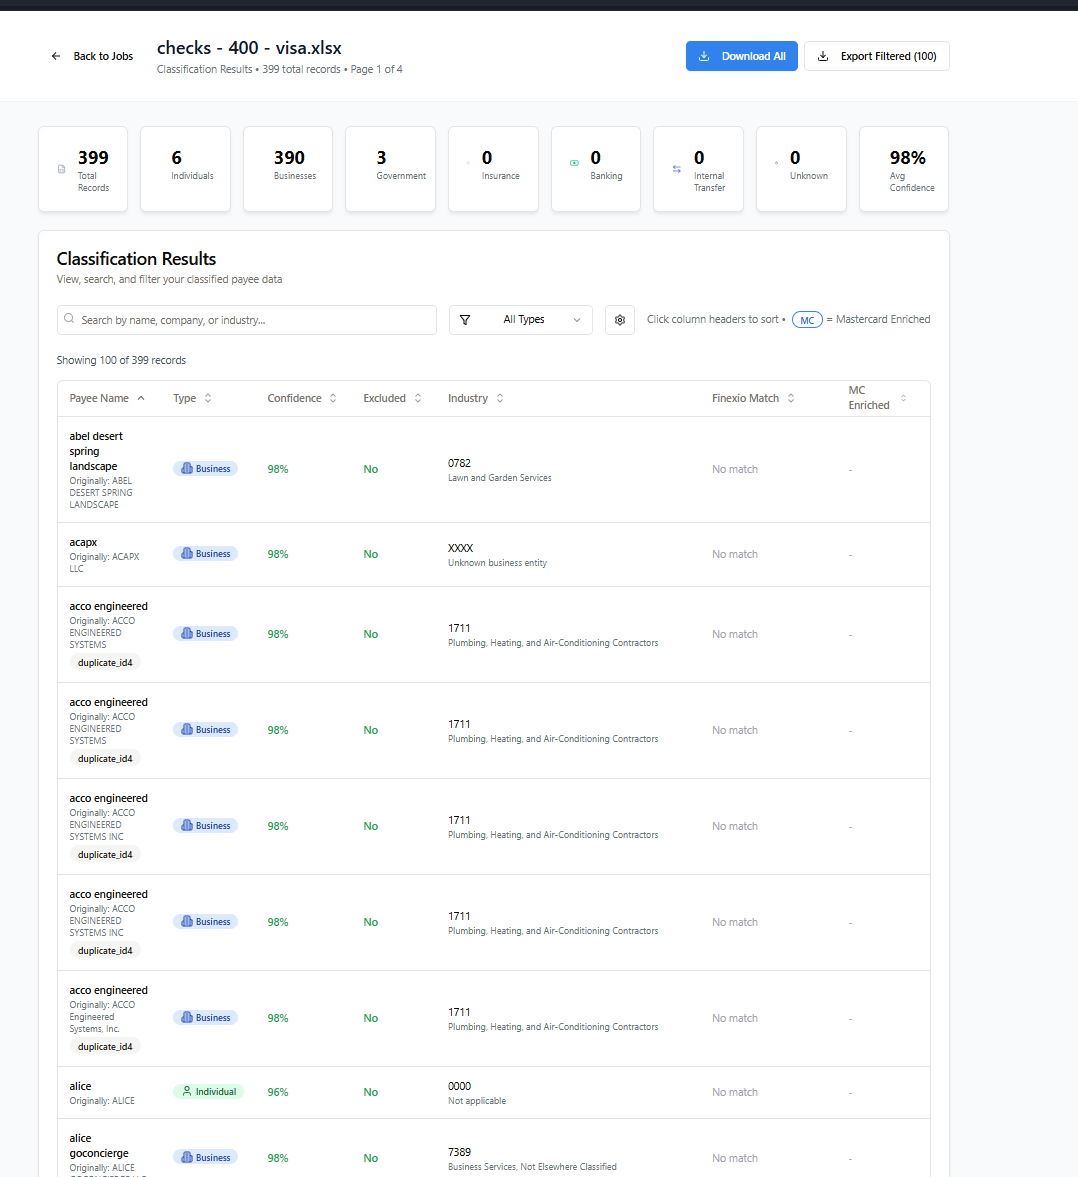 Back to Jobs
checks - 400 - visa.xlsx
Classification Results • 399 total records • Page 1 of 4
Download All
Export Filtered (100)
399
Total
Records
6
Individuals
390
Businesses
3
Government
0
Insurance
0
Banking
0
Internal
Transfer
0
Unknown
98%
Avg
Confidence
Classification Results
View, search, and filter your classified payee data
Search by name, company, or industry...
All Types
Click column headers to sort • MC = Mastercard Enriched
Showing 100 of 399 records
Payee Name
Type
Confidence
Excluded
Industry
Finexio Match
MC
Enriched
abel desert
spring
landscape
Originally: ABEL
DESERT SPRING
LANDSCAPE
Business
98%
No
0782
Lawn and Garden Services
No match
-
acapx
Originally: ACAPX
LLC
Business
98%
No
XXXX
Unknown business entity
No match
-
acco engineered
Originally: ACCO
ENGINEERED
SYSTEMS
duplicate_id4
Business
98%
No
1711
Plumbing, Heating, and Air-Conditioning Contractors
No match
-
acco engineered
Originally: ACCO
ENGINEERED
SYSTEMS
duplicate_id4
Business
98%
No
1711
Plumbing, Heating, and Air-Conditioning Contractors
No match
-
acco engineered
Originally: ACCO
ENGINEERED
SYSTEMS INC
duplicate_id4
Business
98%
No
1711
Plumbing, Heating, and Air-Conditioning Contractors
No match
-
acco engineered
Originally: ACCO
ENGINEERED
SYSTEMS INC
duplicate_id4
Business
98%
No
1711
Plumbing, Heating, and Air-Conditioning Contractors
No match
-
acco engineered
Originally: ACCO
Engineered
Systems, Inc.
duplicate_id4
Business
98%
No
1711
Plumbing, Heating, and Air-Conditioning Contractors
No match
-
alice
Originally: ALICE
Individual
96%
No
0000
Not applicable
No match
-
alice
goconcierge
Originally: ALICE
Business
98%
No
7389
Business Services, Not Elsewhere Classified
No match
-